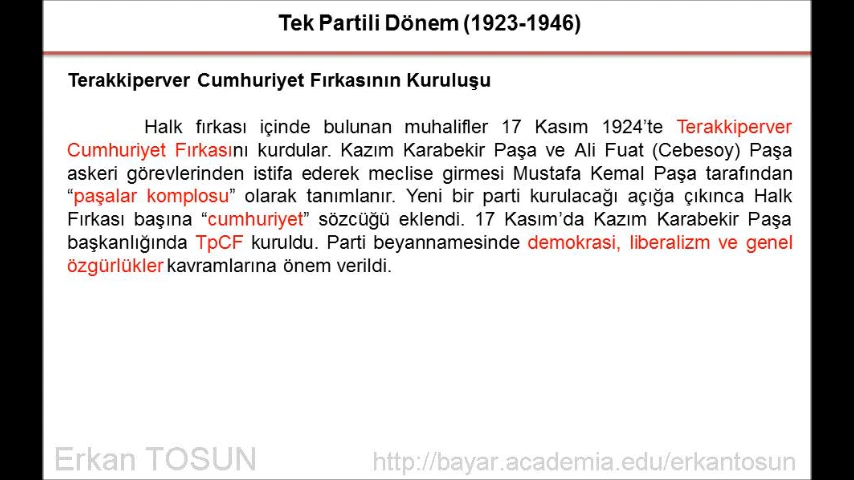 Tek Partili Dönem (1923-1946)
Terakkiperver Cumhuriyet Fırkasının Kuruluşu
Halk fırkası içinde bulunan muhalifler 17 Kasım 1924'te Terakkiperver
Cumhuriyet Fırkasını kurdular. Kazım Karabekir Paşa ve Ali Fuat (Cebesoy) Paşa
askeri görevlerinden istifa ederek meclise girmesi Mustafa Kemal Paşa tarafından
“paşalar komplosu” olarak tanımlanır. Yeni bir parti kurulacağı açığa çıkınca Halk
Fırkası başına “cumhuriyet” sözcüğü eklendi. 17 Kasım'da Kazım Karabekir Paşa
başkanlığında TpCF kuruldu. Parti beyannamesinde demokrasi, liberalizm ve genel
özgürlükler kavramlarına önem verildi.
Erkan TOSUN
http://bayar.academia.edu/erkantosun